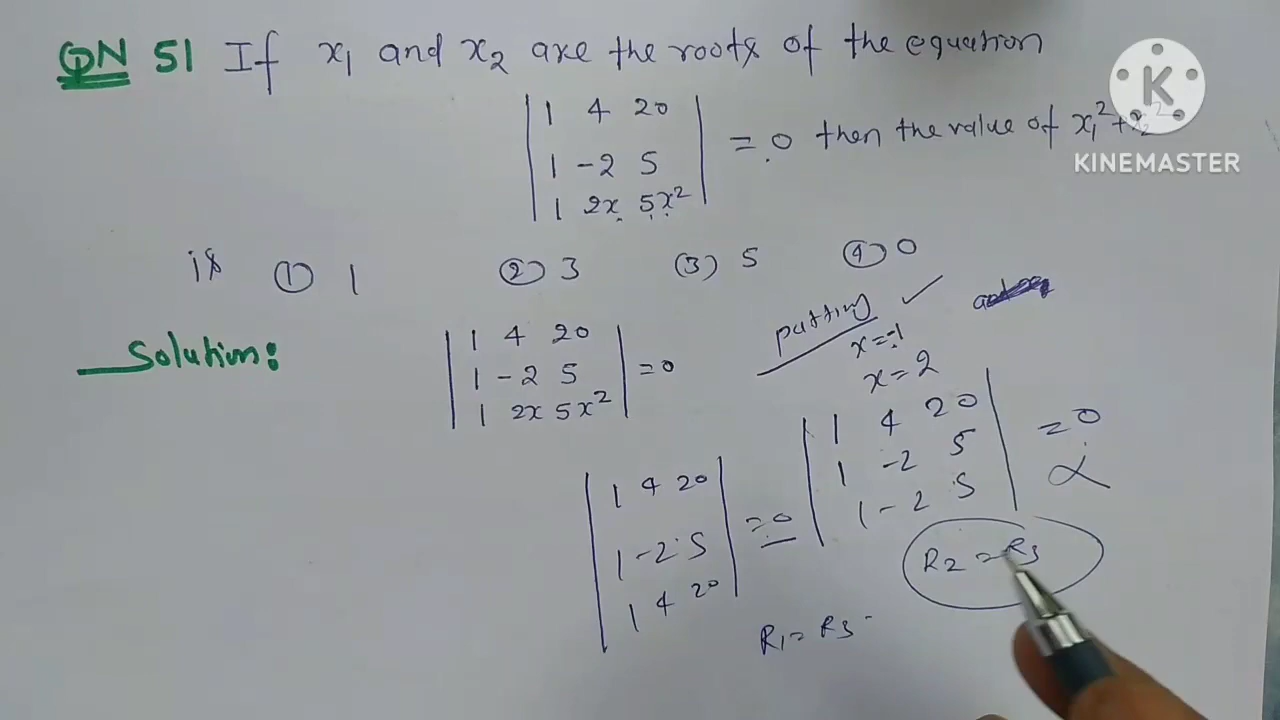 QN 51 If x₁ and x₂ are the roots of the equation
| 1 4 20 |
| 1 -2 5 | = 0 then the value of x₁² + x₂²
| 1 2x 5x² |
K
KINEMASTER
is ① 1 ② 3 (3) 5 ④ 0
Solution:
| 1 4 20 |
| 1 -2 5 | = 0
| 1 2x 5x² |
putting ✓
x = -1
x = 2
| 1 4 20 |
| 1 -2 5 | = 0
| 1 -2 5 |
R₂ = R₃
| 1 4 20 |
| 1 -2 5 | = 0
| 1 4 20 |
R₁ = R₃